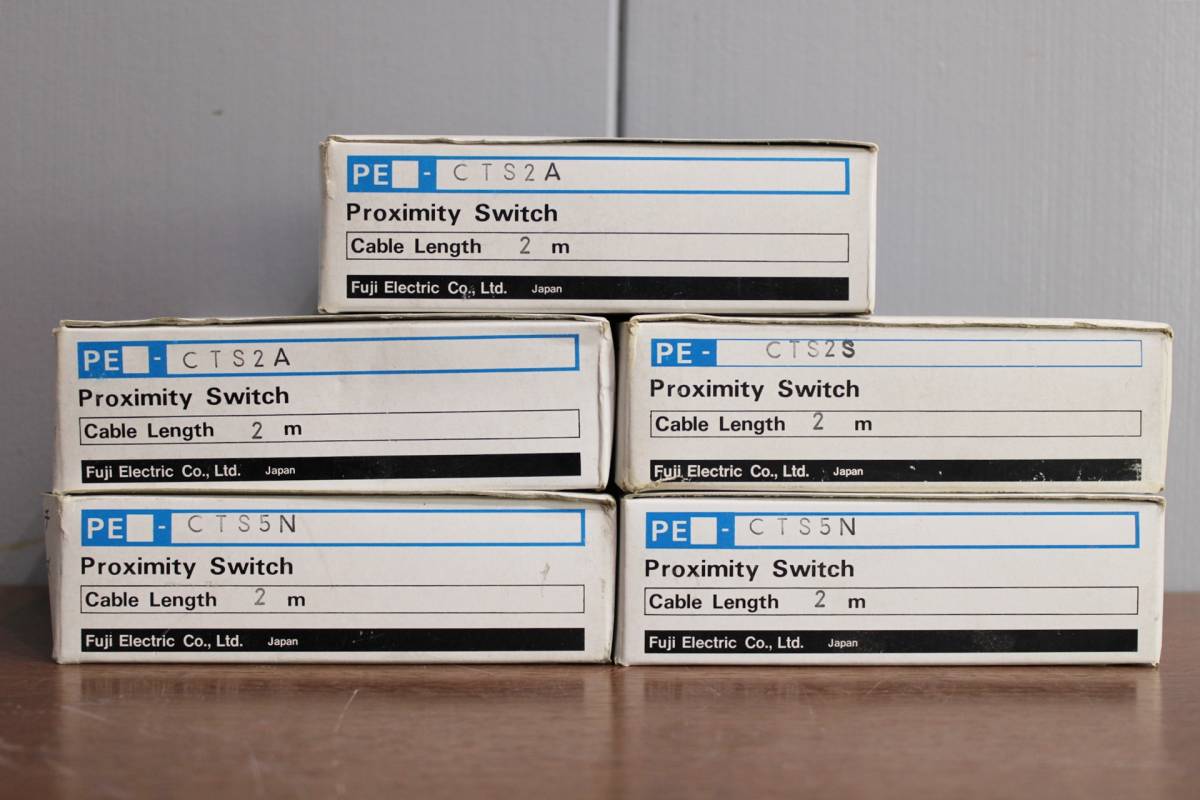 PE□- CTS2A
Proximity Switch
Cable Length 2 m
Fuji Electric Co., Ltd. Japan
PE□- CTS2A
Proximity Switch
Cable Length 2 m
Fuji Electric Co., Ltd. Japan
PE- CTS2S
Proximity Switch
Cable Length 2 m
Fuji Electric Co., Ltd. Japan
PE□- CTS5N
Proximity Switch
Cable Length 2 m
Fuji Electric Co., Ltd. Japan
PE□- CTS5N
Proximity Switch
Cable Length 2 m
Fuji Electric Co., Ltd. Japan